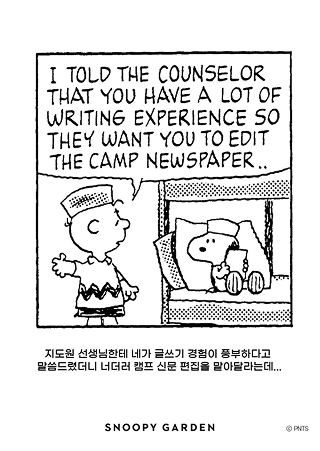 I TOLD THE COUNSELOR
THAT YOU HAVE A LOT OF
WRITING EXPERIENCE SO
THEY WANT YOU TO EDIT
THE CAMP NEWSPAPER..
지도원 선생님한테 네가 글쓰기 경험이 풍부하다고
말씀드렸더니 너더러 캠프 신문 편집을 맡아달라는데...
SNOOPY GARDEN
© PNTS